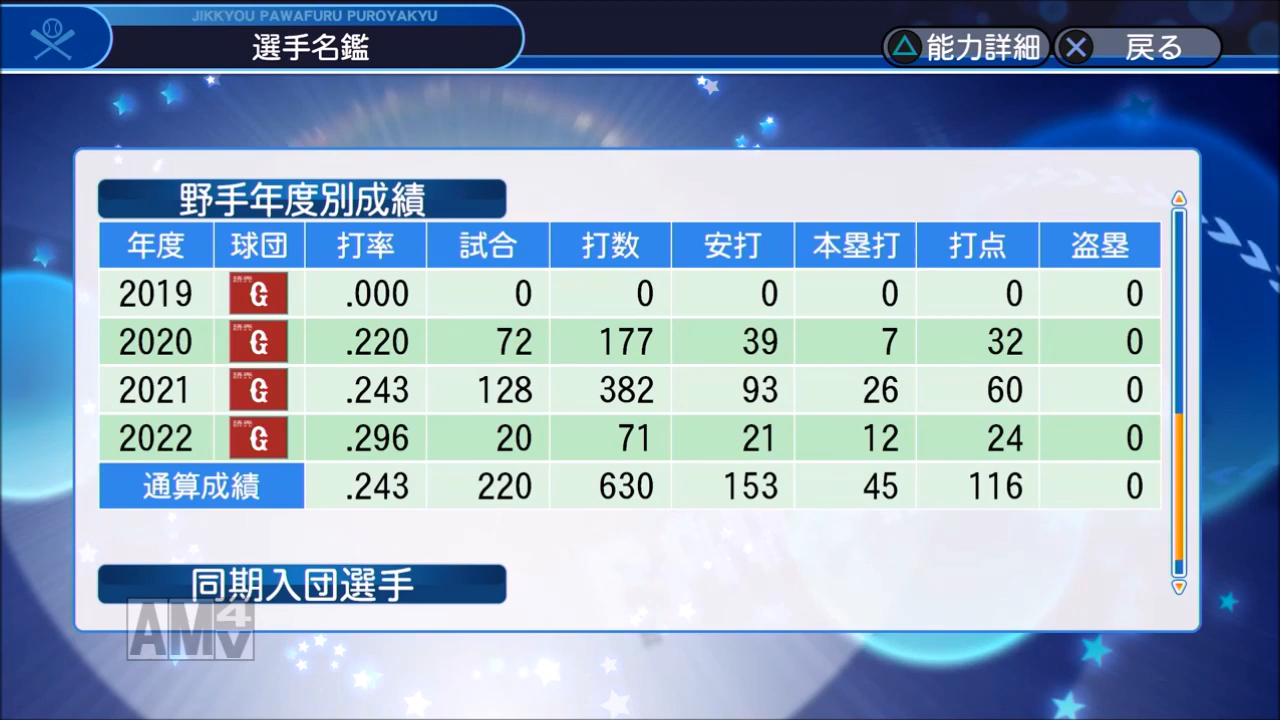 JIKKYOU PAWAFURU PUROYAKYU
選手名鑑
能力詳細 戻る
野手年度別成績
年度 球団 打率 試合 打数 安打 本塁打 打点 盗塁
2019 G .000 0 0 0 0 0 0
2020 G .220 72 177 39 7 32 0
2021 G .243 128 382 93 26 60 0
2022 G .296 20 71 21 12 24 0
通算成績 .243 220 630 153 45 116 0
同期入団選手
AM4V